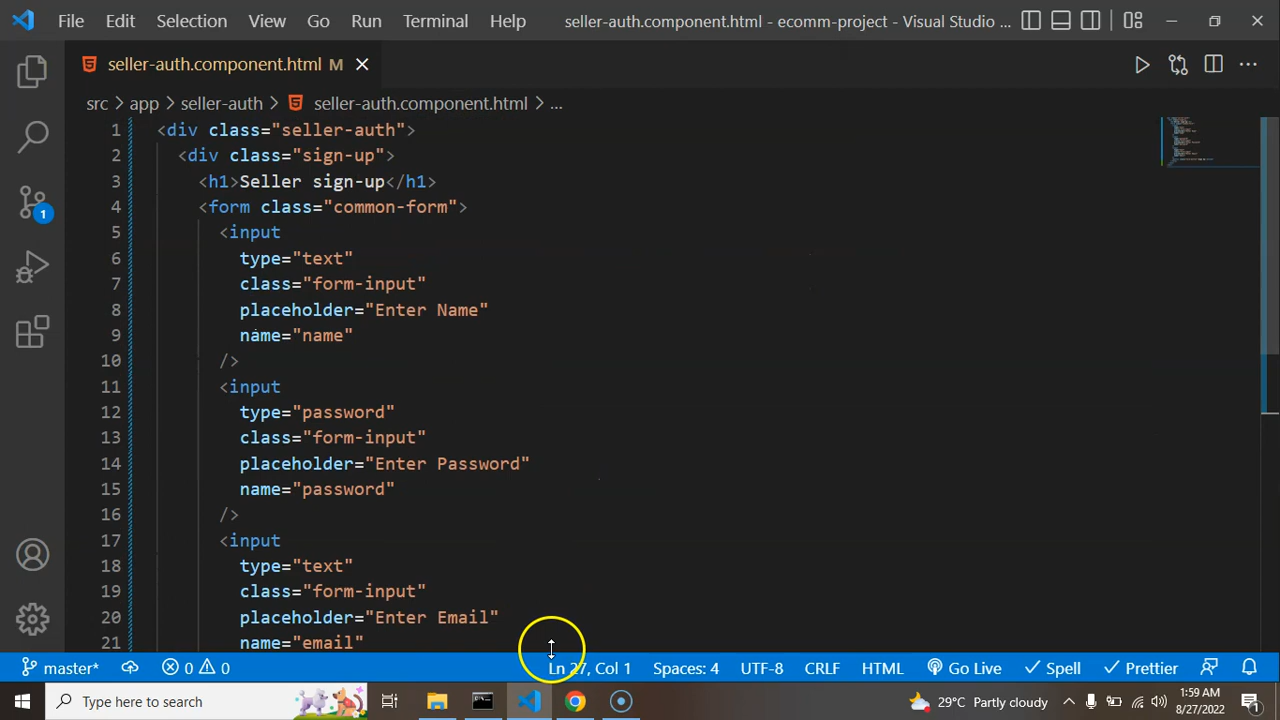 File Edit Selection View Go Run Terminal Help seller-auth.component.html - ecomm-project - Visual Studio ...
seller-auth.component.html M
src > app > seller-auth > seller-auth.component.html > ...
1 <div class="seller-auth">
2 <div class="sign-up">
3 <h1>Seller sign-up</h1>
4 <form class="common-form">
5 <input
6 type="text"
7 class="form-input"
8 placeholder="Enter Name"
9 name="name"
10 />
11 <input
12 type="password"
13 class="form-input"
14 placeholder="Enter Password"
15 name="password"
16 />
17 <input
18 type="text"
19 class="form-input"
20 placeholder="Enter Email"
21 name="email"
1
master* 0 0 Ln 27, Col 1 Spaces: 4 UTF-8 CRLF HTML Go Live Spell Prettier
Type here to search 29°C Partly cloudy 1:59 AM
8/27/2022 1